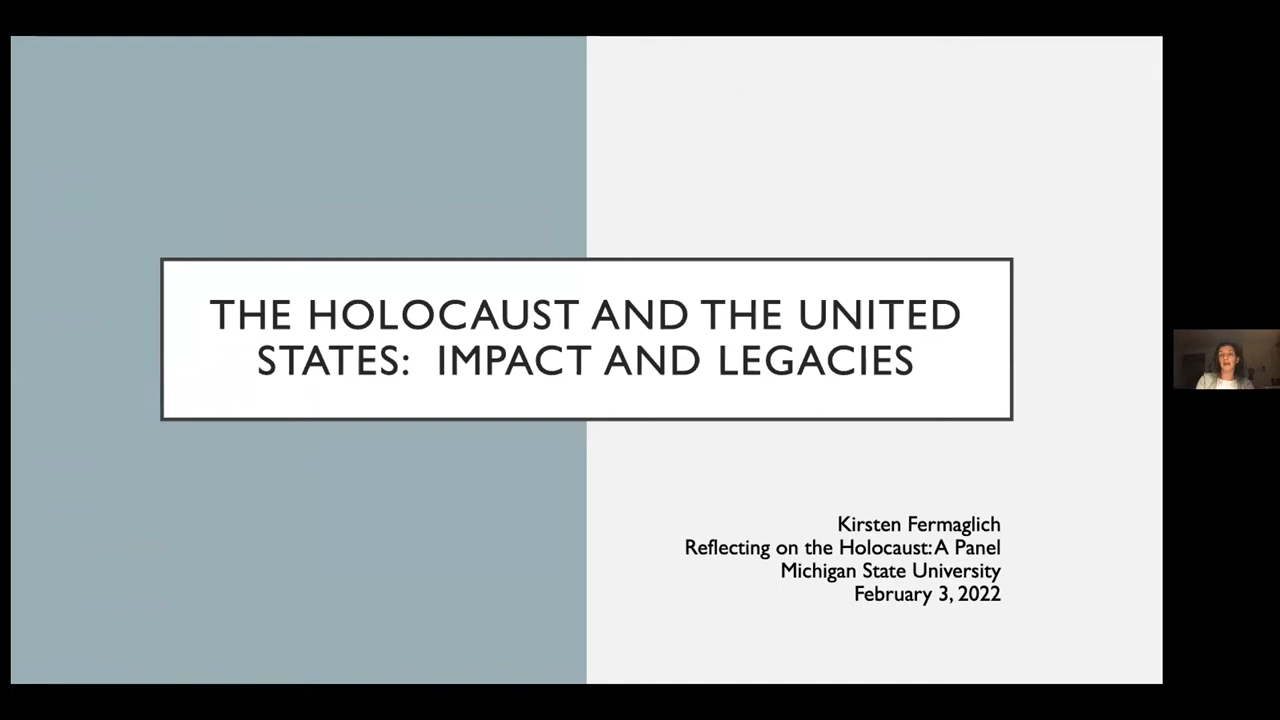 THE HOLOCAUST AND THE UNITED
STATES: IMPACT AND LEGACIES
Kirsten Fermaglich
Reflecting on the Holocaust: A Panel
Michigan State University
February 3, 2022